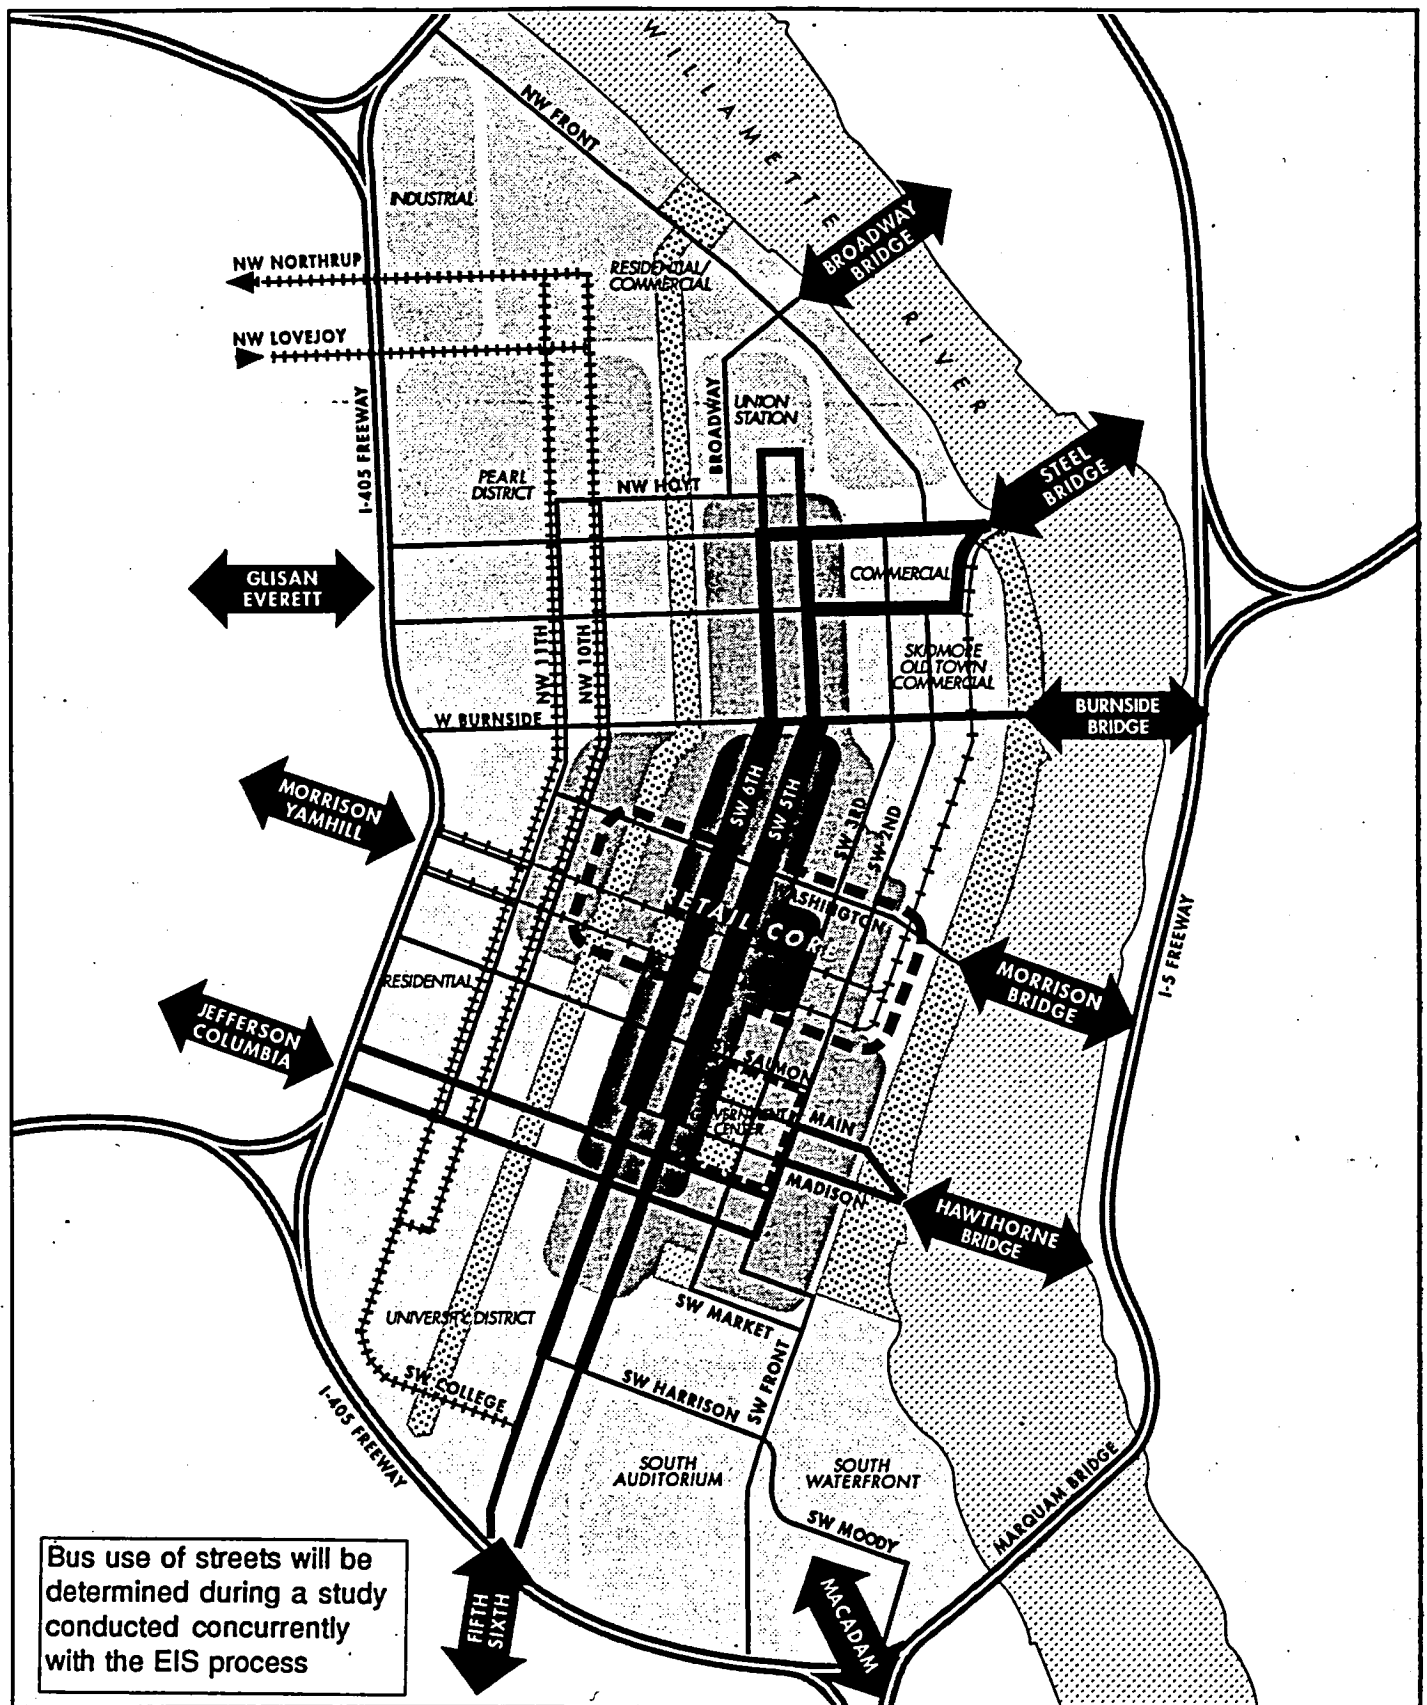 WILLAMETTE
RIVER
NW FRONT
INDUSTRIAL
BROADWAY
BRIDGE
NW NORTHRUP
RESIDENTIAL/
COMMERCIAL
NW LOVEJOY
I-405 FREEWAY
BROADWAY
UNION
STATION
STEEL
BRIDGE
PEARL
DISTRICT
NW HOYT
GLISAN
EVERETT
COMMERCIAL
NW 11TH
NW 10TH
SKIDMORE
OLD TOWN
COMMERCIAL
W BURNSIDE
BURNSIDE
BRIDGE
MORRISON
YAMHILL
SW 6TH
SW 5TH
SW 3RD
SW 2ND
WASHINGTON
ETAIL COR
I-5 FREEWAY
MORRISON
BRIDGE
RESIDENTIAL
JEFFERSON
COLUMBIA
SALMON
MAIN
GOVERNMENT
CENTER
MADISON
HAWTHORNE
BRIDGE
UNIVERSITY DISTRICT
SW MARKET
SW FRONT
SW HARRISON
SW COLLEGE
I-405 FREEWAY
SOUTH
AUDITORIUM
SOUTH
WATERFRONT
SW MOODY
MARQUAM BRIDGE
MACADAM
FIFTH
SIXTH
Bus use of streets will be
determined during a study
conducted concurrently
with the EIS process